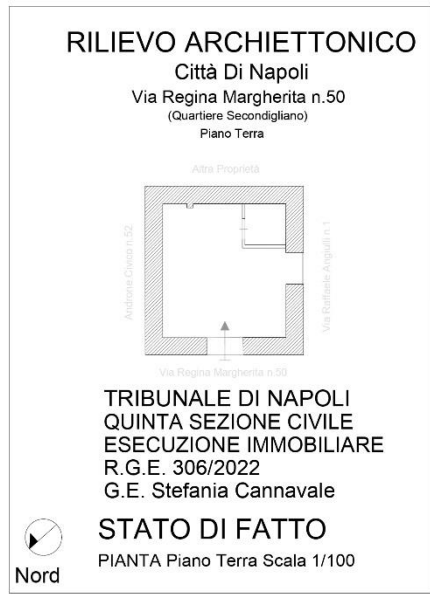 RILIEVO ARCHIETTONICO
Città Di Napoli
Via Regina Margherita n.50
(Quartiere Secondigliano)
Piano Terra
Altra Proprietà
Androne Civico n.52
Via Raffaele Angiulli n.1
Via Regina Margherita n.50
TRIBUNALE DI NAPOLI
QUINTA SEZIONE CIVILE
ESECUZIONE IMMOBILIARE
R.G.E. 306/2022
G.E. Stefania Cannavale
STATO DI FATTO
PIANTA Piano Terra Scala 1/100
Nord